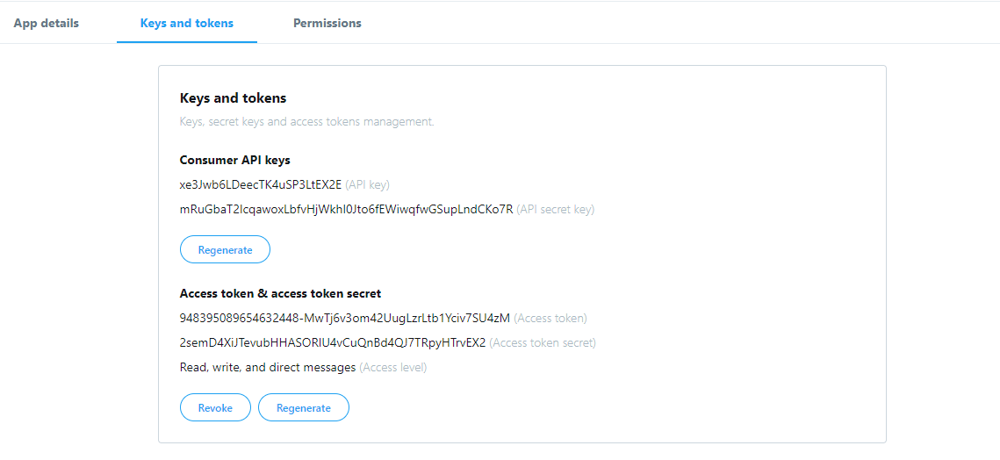 App details
Keys and tokens
Permissions
Keys and tokens
Keys, secret keys and access tokens management.
Consumer API keys
xe3Jwb6LDeecTK4uSP3LtEX2E (API key)
mRuGbaT2IcqawoxLbfvHjWkhI0Jto6fEWiwqfwGSupLndCKo7R (API secret key)
Regenerate
Access token & access token secret
948395089654632448-MwTj6v3om42UugLzrLtb1Yciv7SU4zM (Access token)
2semD4XiJTevubHHASORIU4vCuQnBd4QJ7TRpyHTrvEX2 (Access token secret)
Read, write, and direct messages (Access level)
Revoke
Regenerate